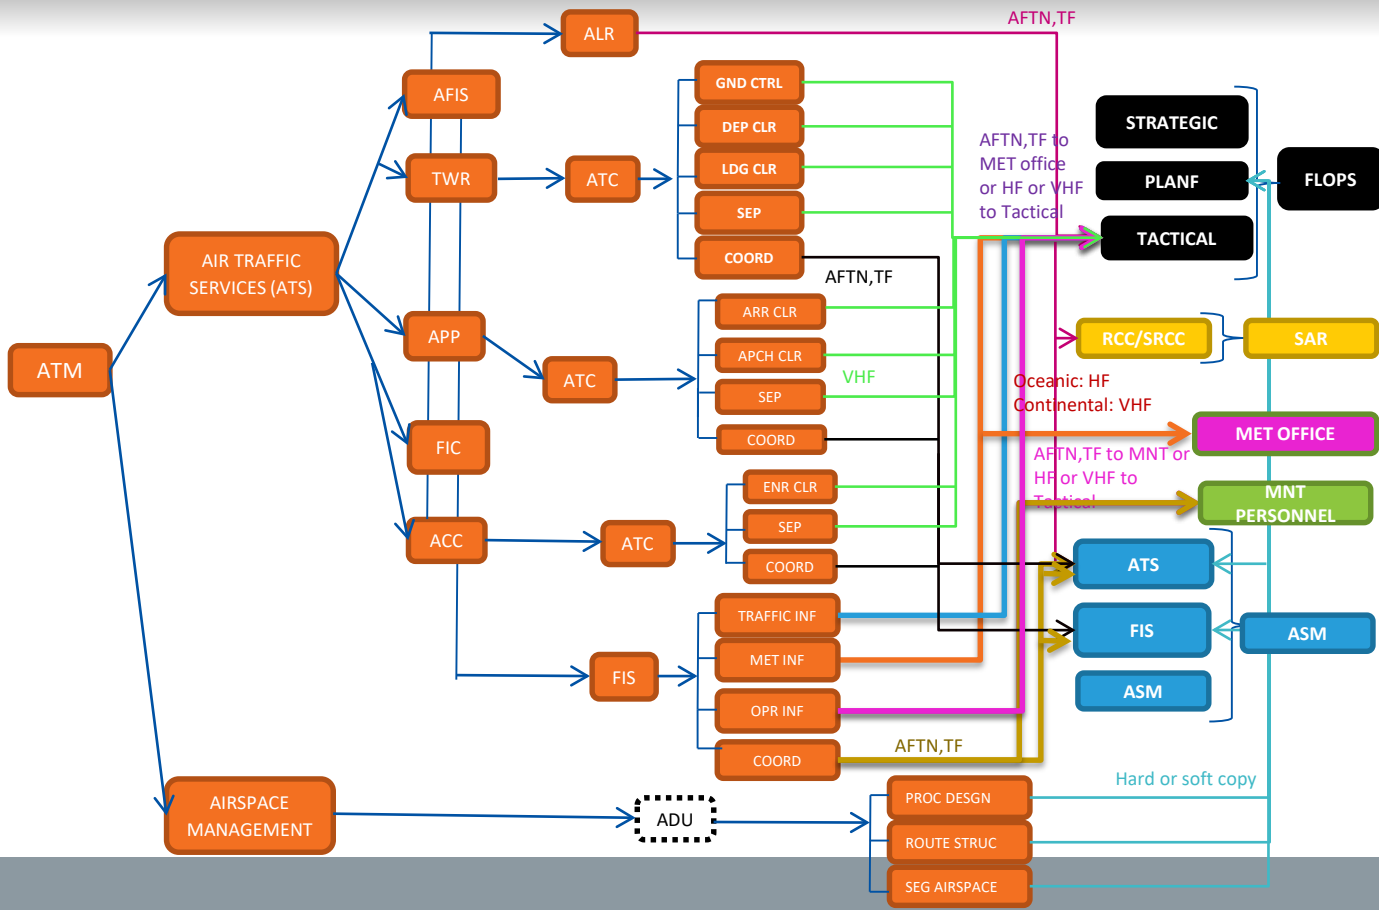 AFTN,TF
ALR
AFIS
GND CTRL
DEP CLR
STRATEGIC
AFTN,TF to
MET office
or HF or VHF
to Tactical
TWR
ATC
LDG CLR
PLANF
FLOPS
SEP
TACTICAL
AIR TRAFFIC
SERVICES (ATS)
COORD
AFTN,TF
ARR CLR
APP
APCH CLR
RCC/SRCC
SAR
ATM
ATC
VHF
SEP
Oceanic: HF
Continental: VHF
COORD
MET OFFICE
FIC
AFTN,TF to MNT or
HF or VHF to
Tactical
ENR CLR
MNT
PERSONNEL
SEP
ACC
ATC
COORD
ATS
TRAFFIC INF
FIS
ASM
MET INF
FIS
ASM
OPR INF
AFTN,TF
COORD
Hard or soft copy
AIRSPACE
MANAGEMENT
ADU
PROC DESGN
ROUTE STRUC
SEG AIRSPACE